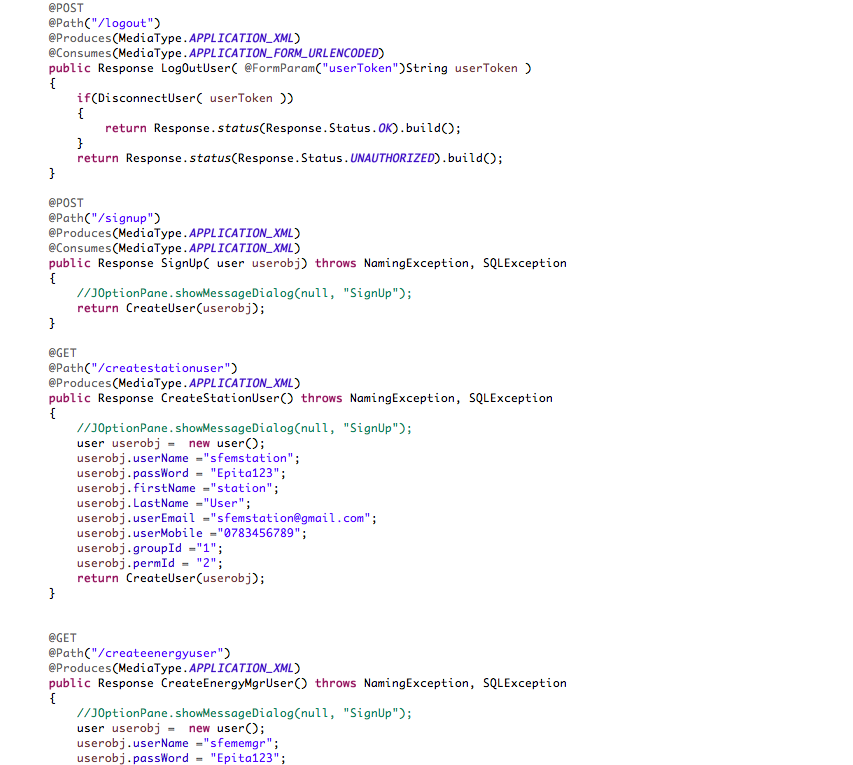 @POST
@Path("/logout")
@Produces(MediaType.APPLICATION_XML)
@Consumes(MediaType.APPLICATION_FORM_URLENCODED)
public Response LogOutUser( @FormParam("userToken")String userToken )
{
    if(DisconnectUser( userToken ))
    {
        return Response.status(Response.Status.OK).build();
    }
    return Response.status(Response.Status.UNAUTHORIZED).build();
}

@POST
@Path("/signup")
@Produces(MediaType.APPLICATION_XML)
@Consumes(MediaType.APPLICATION_XML)
public Response SignUp( user userobj) throws NamingException, SQLException
{
    //JOptionPane.showMessageDialog(null, "SignUp");
    return CreateUser(userobj);
}

@GET
@Path("/createstationuser")
@Produces(MediaType.APPLICATION_XML)
public Response CreateStationUser() throws NamingException, SQLException
{
    //JOptionPane.showMessageDialog(null, "SignUp");
    user userobj =  new user();
    userobj.userName ="sfemstation";
    userobj.passWord = "Epita123";
    userobj.firstName ="station";
    userobj.LastName ="User";
    userobj.userEmail ="sfemstation@gmail.com";
    userobj.userMobile ="0783456789";
    userobj.groupId ="1";
    userobj.permId = "2";
    return CreateUser(userobj);
}


@GET
@Path("/createenergyuser")
@Produces(MediaType.APPLICATION_XML)
public Response CreateEnergyMgrUser() throws NamingException, SQLException
{
    //JOptionPane.showMessageDialog(null, "SignUp");
    user userobj =  new user();
    userobj.userName ="sfememgr";
    userobj.passWord = "Epita123";